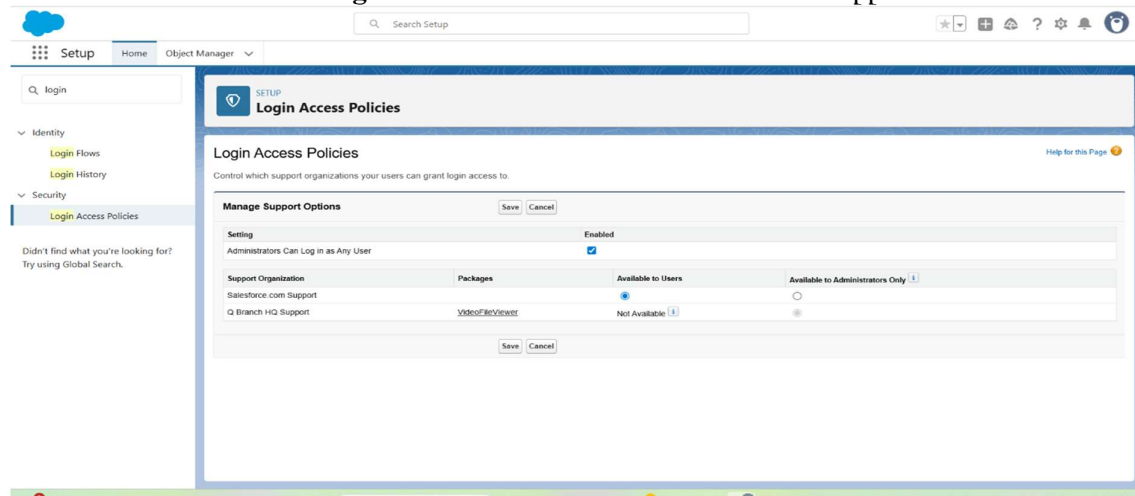 Search Setup
Setup Home Object Manager
login
Identity
Login Flows
Login History
Security
Login Access Policies
Didn't find what you're looking for?
Try using Global Search.
SETUP
Login Access Policies
Login Access Policies
Help for this Page
Control which support organizations your users can grant login access to.
Manage Support Options Save Cancel
Setting Enabled
Administrators Can Log in as Any User
Support Organization Packages Available to Users Available to Administrators Only i
Salesforce.com Support
Q Branch HQ Support VideoFileViewer Not Available i
Save Cancel